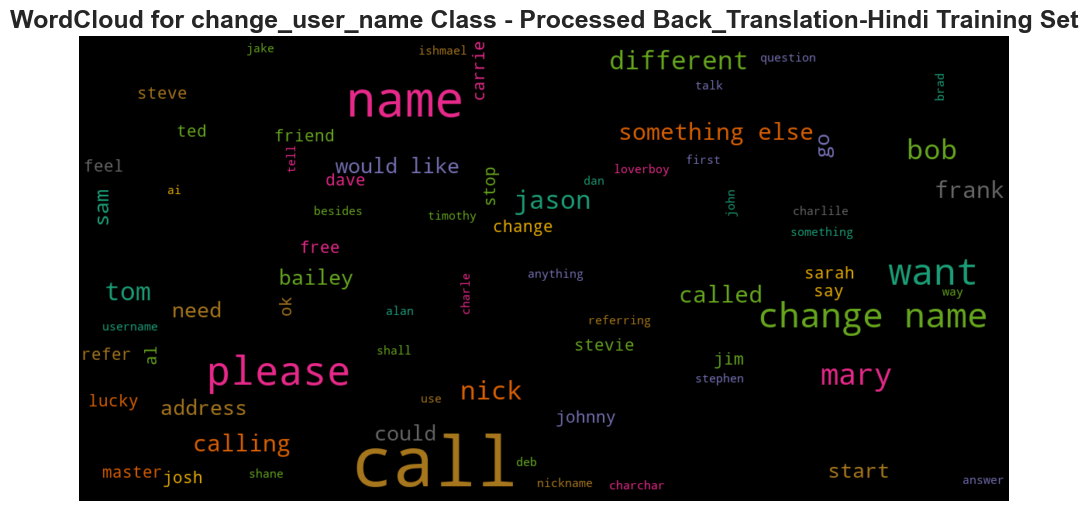 WordCloud for change_user_name Class - Processed Back_Translation-Hindi Training Set
jake
ishmael
carrie
different
question
steve
name
talk
brad
ted
friend
something else
go
bob
feel
tell
would like
dave
stop
loverboy
first
frank
sam
ai
jason
dan
john
besides
timothy
change
charlile
something
free
bailey
charle
anything
sarah
want
tom
need
ok
alan
called
say
way
username
referring
change name
refer
al
shall
stevie
jim
please
stephen
mary
lucky
address
nick
use
johnny
calling
could
call
deb
master
josh
shane
nickname
charchar
start
answer